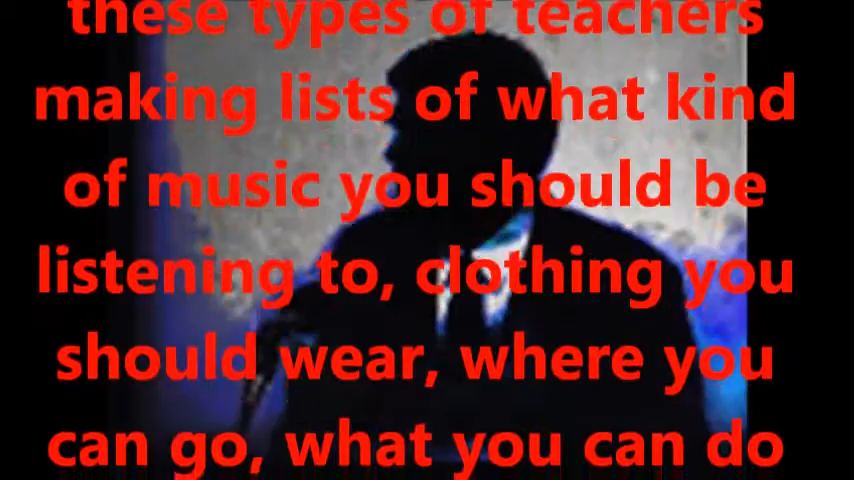 these types of teachers
making lists of what kind
of music you should be
listening to, clothing you
should wear, where you
can go, what you can do